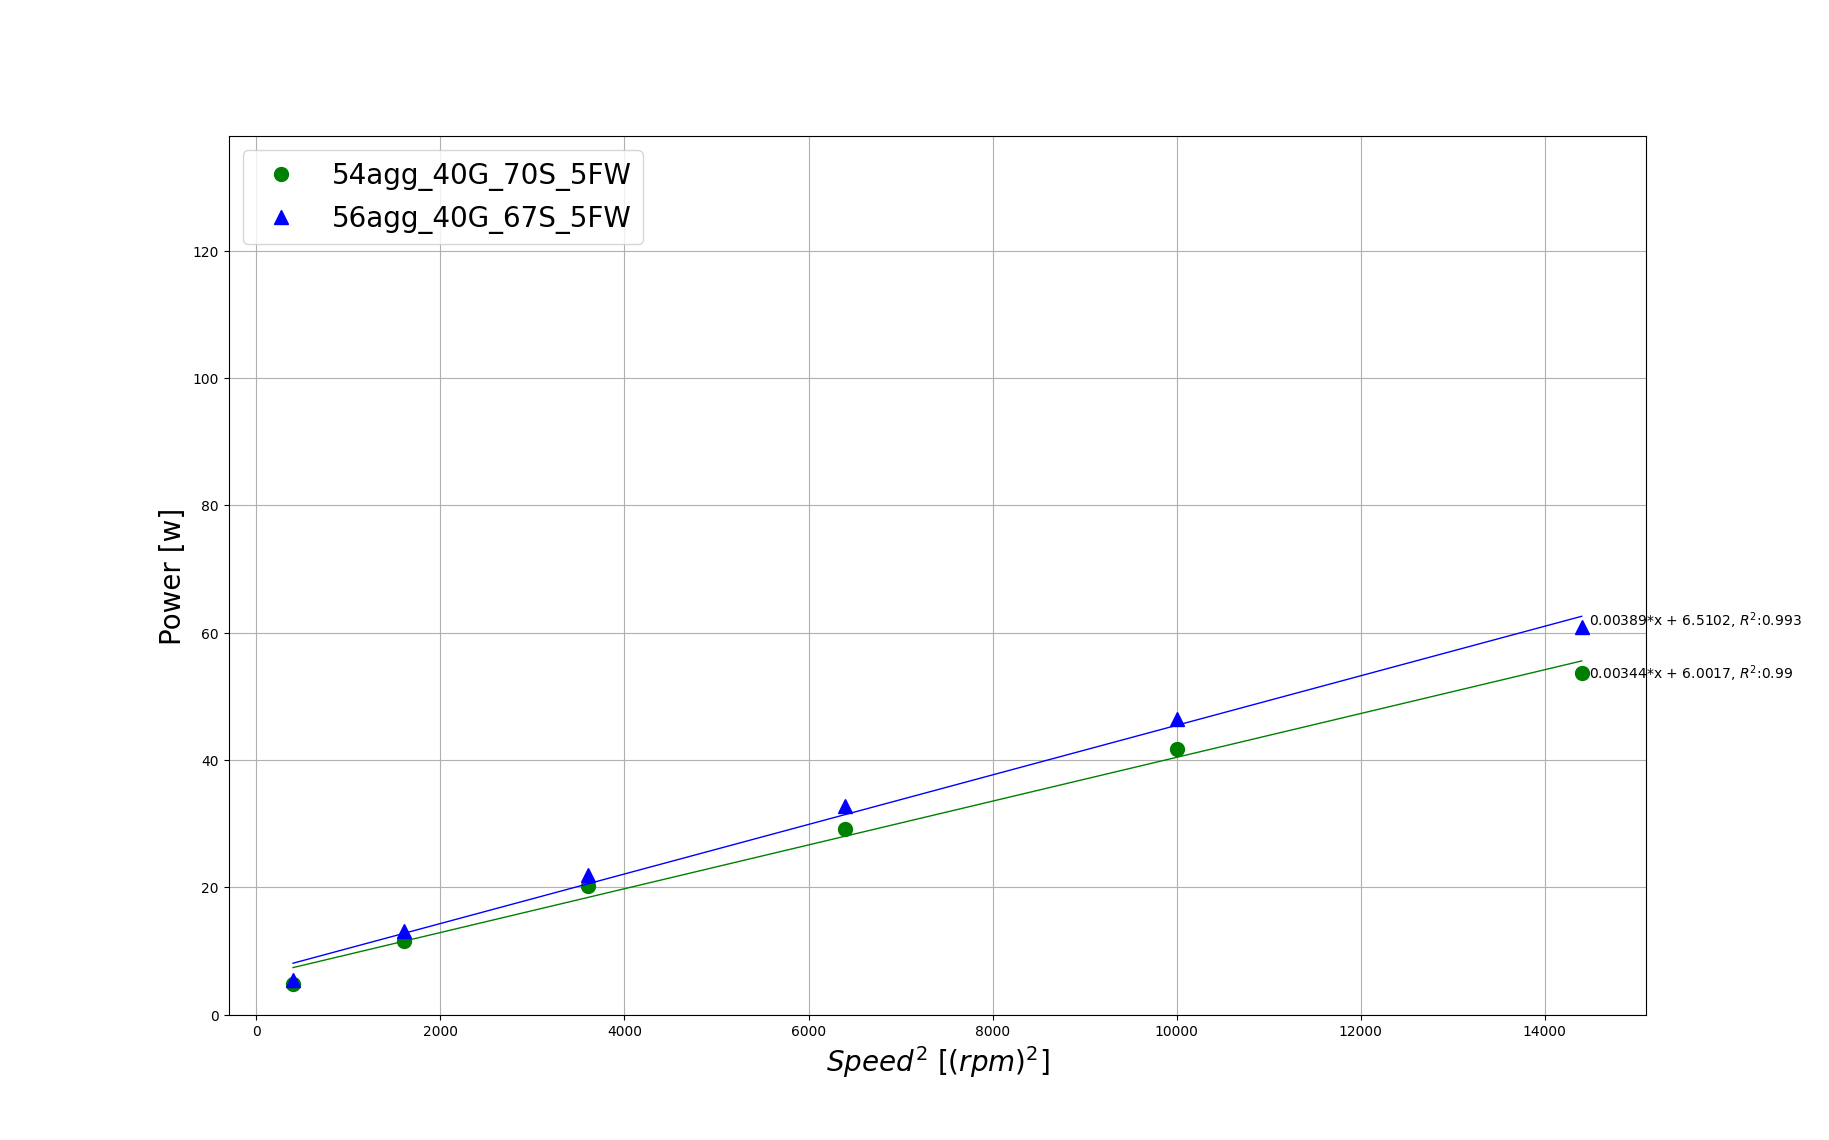 54agg_40G_70S_5FW
56agg_40G_67S_5FW
120
100
80
60
40
20
0
Power [w]
0.00389*x + 6.5102, R²:0.993
0.00344*x + 6.0017, R²:0.99
0 2000 4000 6000 8000 10000 12000 14000
Speed² [(rpm)²]